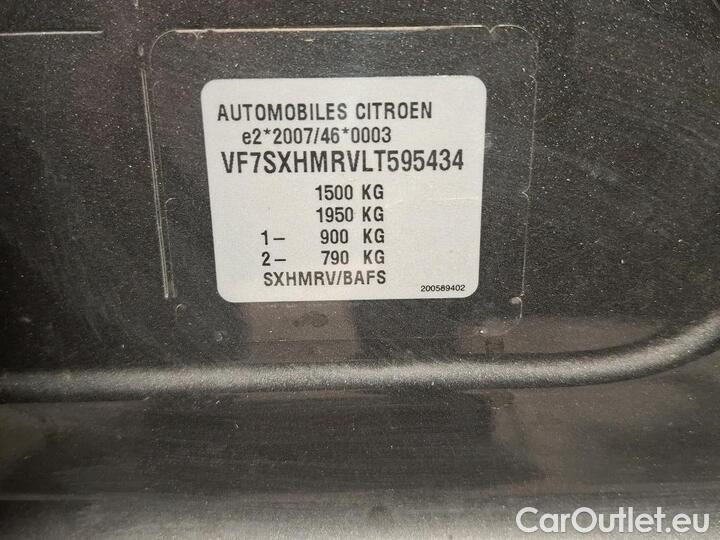 AUTOMOBILES CITROEN
e2*2007/46*0003
VF7SXHMRVLT595434
1500 KG
1950 KG
1– 900 KG
2– 790 KG
SXHMRV/BAFS
200589402
CarOutlet.eu